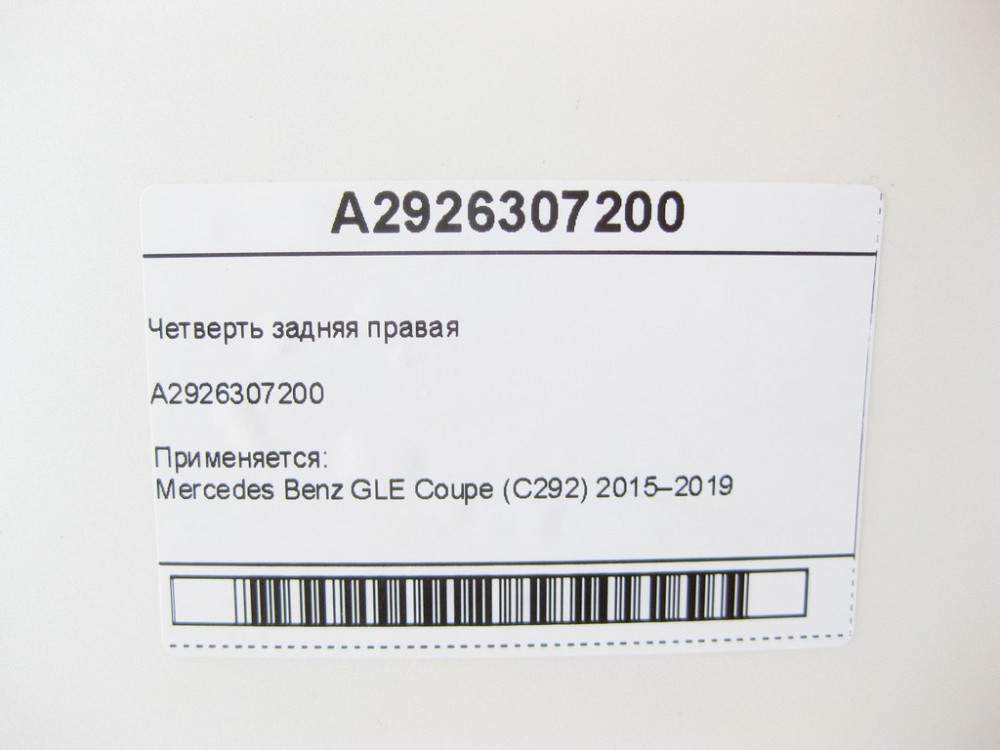 A2926307200
Четверть задняя правая
A2926307200
Применяется:
Mercedes Benz GLE Coupe (C292) 2015–2019